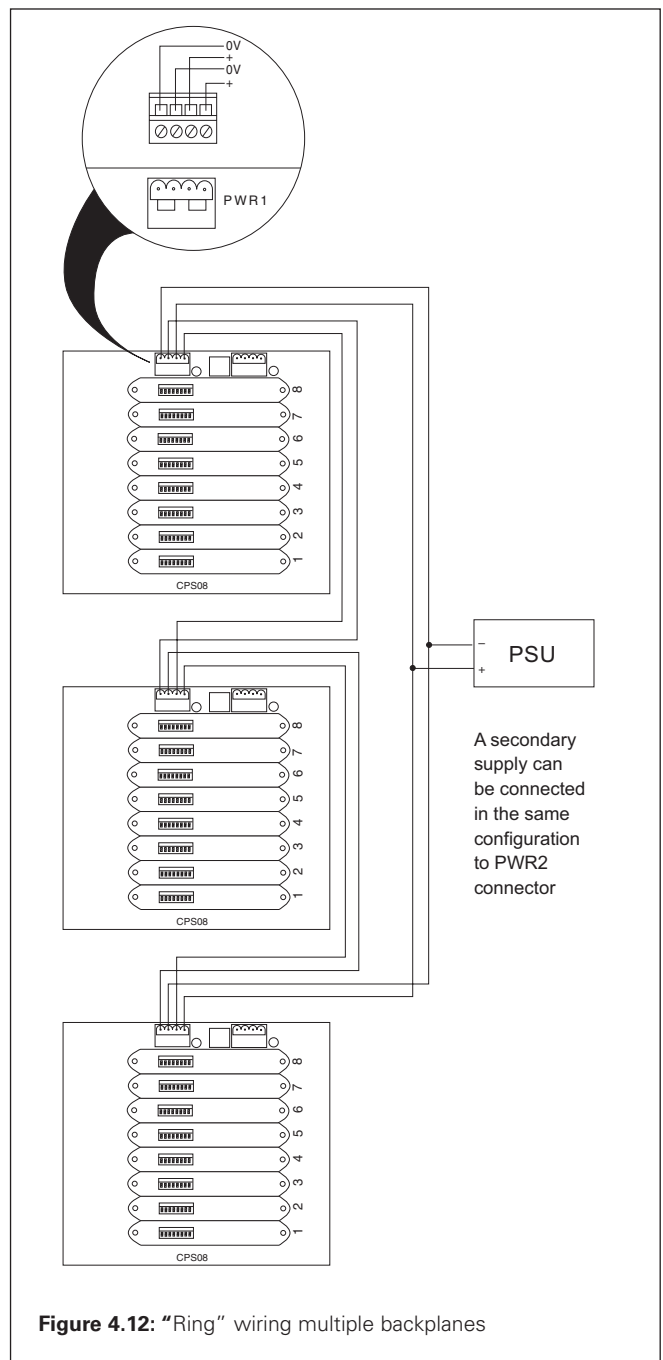 0V
+
0V
+
PWR1
8
7
6
5
4
3
2
1
CPS08
8
7
6
5
4
3
2
1
CPS08
−
PSU
+
A secondary
supply can
be connected
in the same
configuration
to PWR2
connector
8
7
6
5
4
3
2
1
CPS08
Figure 4.12: "Ring" wiring multiple backplanes